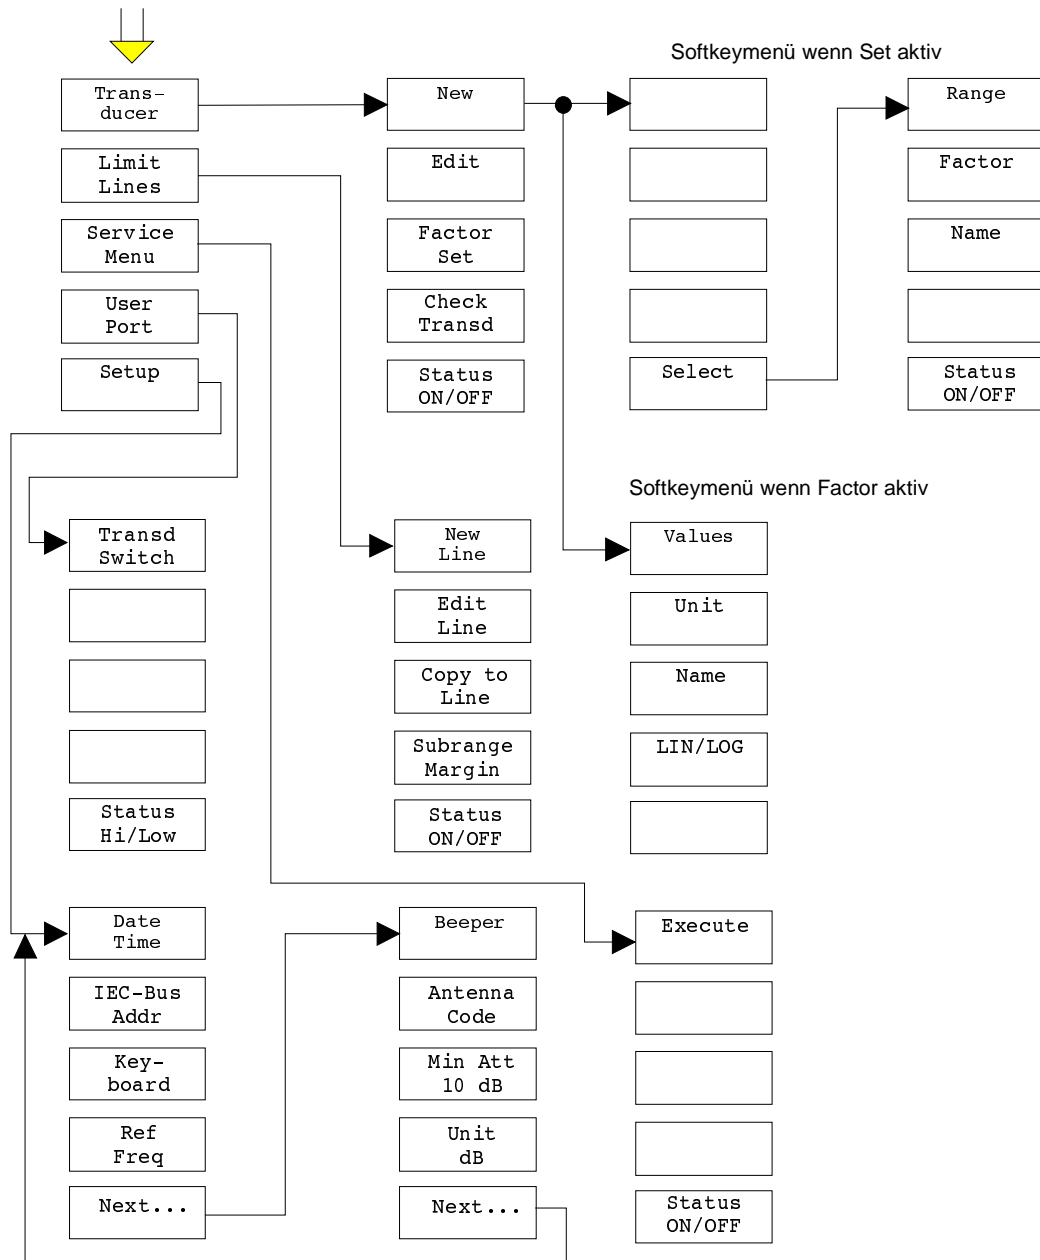 Softkeymenü wenn Set aktiv
Trans-
ducer
Limit
Lines
Service
Menu
User
Port
Setup
New
Edit
Factor
Set
Check
Transd
Status
ON/OFF
Select
Range
Factor
Name
Status
ON/OFF
Softkeymenü wenn Factor aktiv
Transd
Switch
Status
Hi/Low
New
Line
Edit
Line
Copy to
Line
Subrange
Margin
Status
ON/OFF
Values
Unit
Name
LIN/LOG
Date
Time
IEC-Bus
Addr
Key-
board
Ref
Freq
Next...
Beeper
Antenna
Code
Min Att
10 dB
Unit
dB
Next...
Execute
Status
ON/OFF